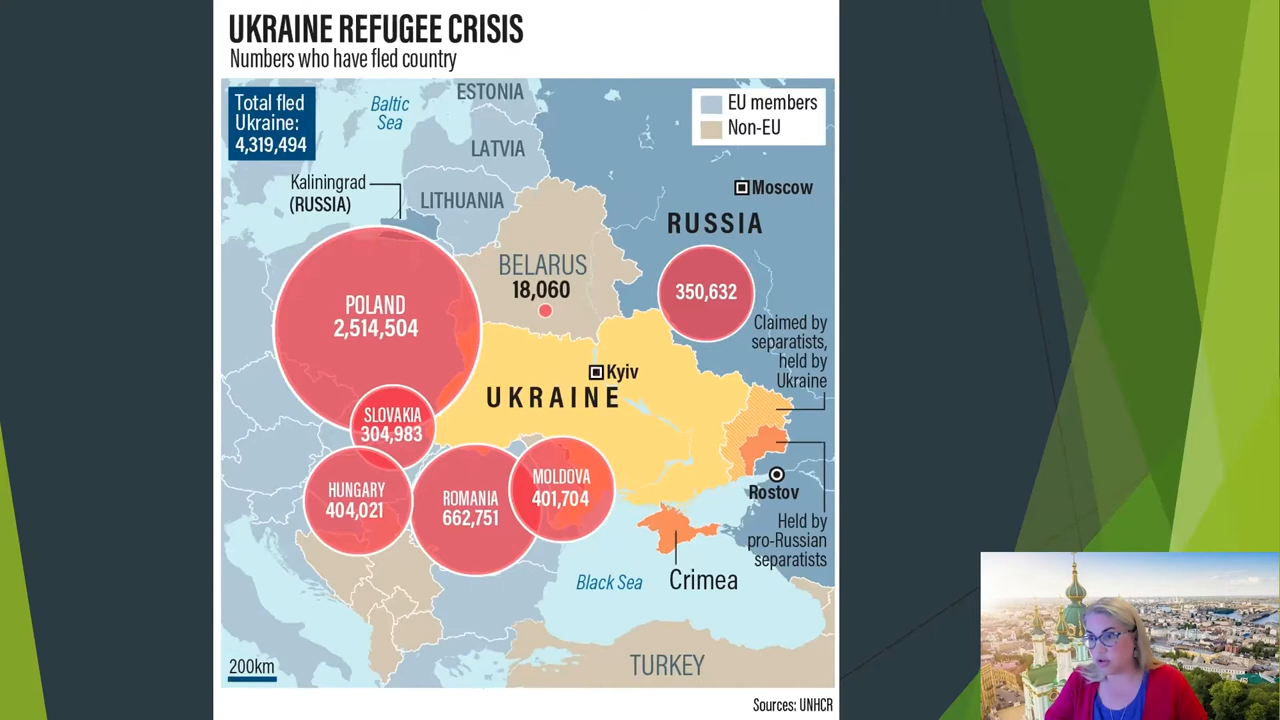 UKRAINE REFUGEE CRISIS
Numbers who have fled country
Total fled
Ukraine:
4,319,494
Baltic
Sea
ESTONIA
LATVIA
LITHUANIA
EU members
Non-EU
Kaliningrad
(RUSSIA)
Moscow
RUSSIA
350,632
BELARUS
18,060
POLAND
2,514,504
Claimed by
separatists,
held by
Ukraine
Kyiv
UKRAINE
SLOVAKIA
304,983
HUNGARY
404,021
ROMANIA
662,751
MOLDOVA
401,704
Rostov
Held by
pro-Russian
separatists
Black Sea
Crimea
TURKEY
200km
Sources: UNHCR